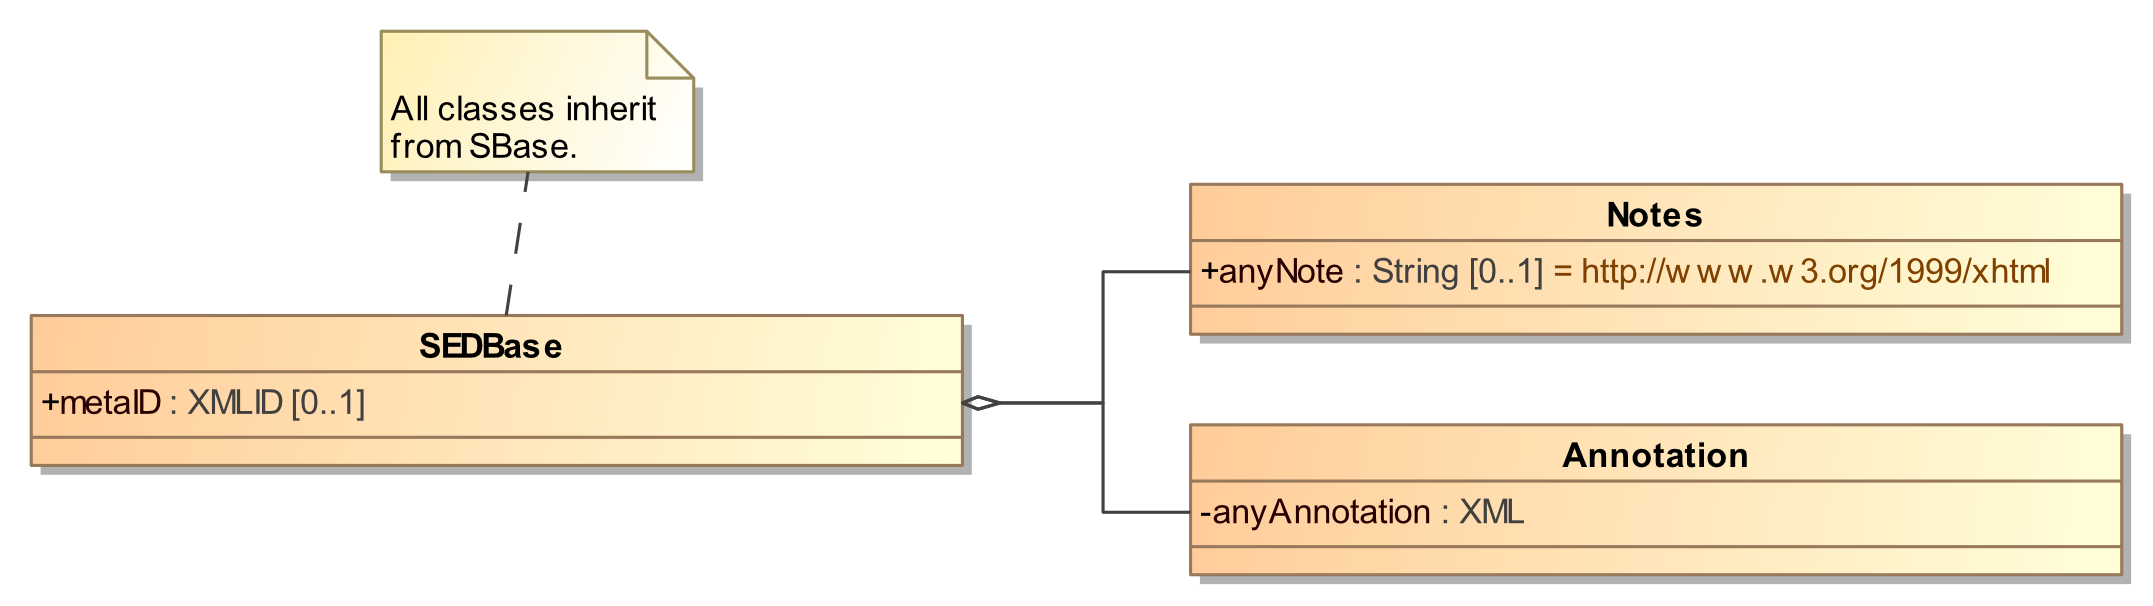 All classes inherit
from SBase.
Notes
+anyNote : String [0..1] = http://www.w3.org/1999/xhtml
SEDBase
+metaID : XMLID [0..1]
Annotation
-anyAnnotation : XML